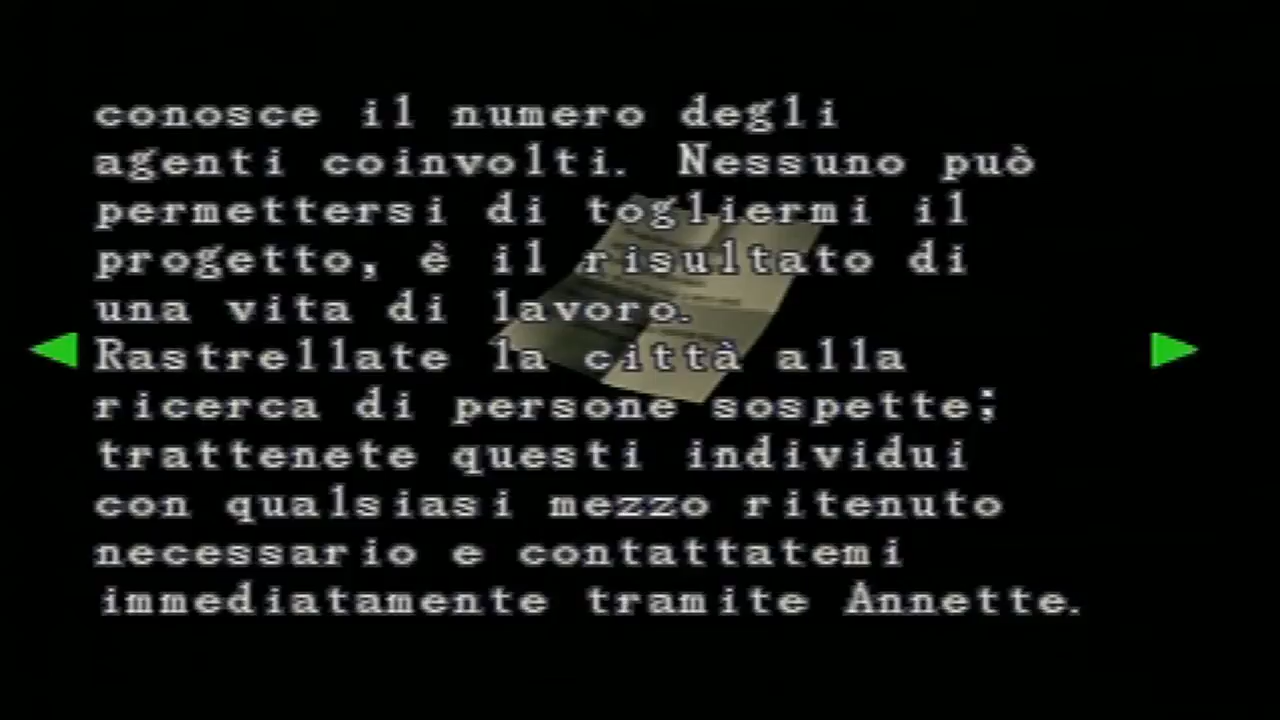 conosce il numero degli
agenti coinvolti. Nessuno può
permettersi di togliermi il
progetto, è il risultato di
una vita di lavoro.
Rastrellate la città alla
ricerca di persone sospette;
trattenete questi individui
con qualsiasi mezzo ritenuto
necessario e contattatemi
immediatamente tramite Annette.